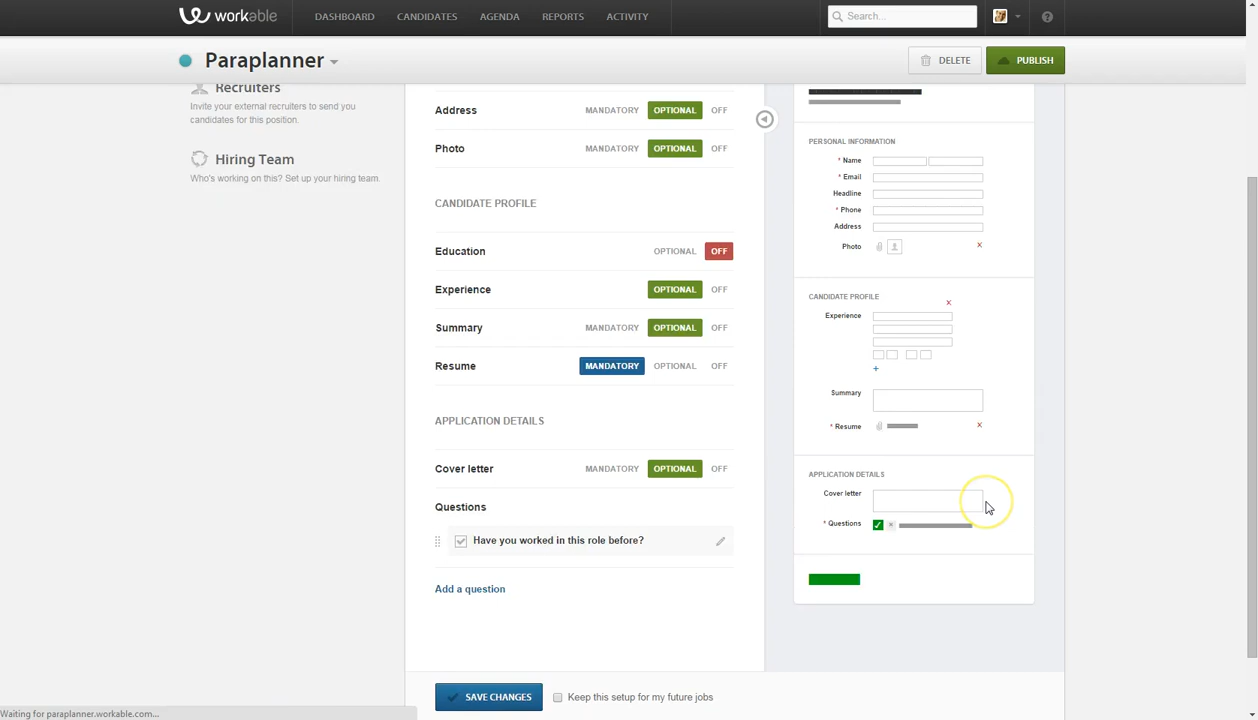 workable
DASHBOARD
CANDIDATES
AGENDA
REPORTS
ACTIVITY
Search...
?
Paraplanner
DELETE
PUBLISH
Recruiters
Invite your external recruiters to send you
candidates for this position.
Hiring Team
Who's working on this? Set up your hiring team.
Address MANDATORY OPTIONAL OFF
Photo MANDATORY OPTIONAL OFF
CANDIDATE PROFILE
Education OPTIONAL OFF
Experience OPTIONAL OFF
Summary MANDATORY OPTIONAL OFF
Resume MANDATORY OPTIONAL OFF
APPLICATION DETAILS
Cover letter MANDATORY OPTIONAL OFF
Questions
Have you worked in this role before?
Add a question
SAVE CHANGES
Keep this setup for my future jobs
PERSONAL INFORMATION
* Name
* Email
Headline
* Phone
Address
Photo x
CANDIDATE PROFILE
x
Experience
+
Summary
* Resume x
APPLICATION DETAILS
Cover letter
* Questions
Waiting for paraplanner.workable.com...